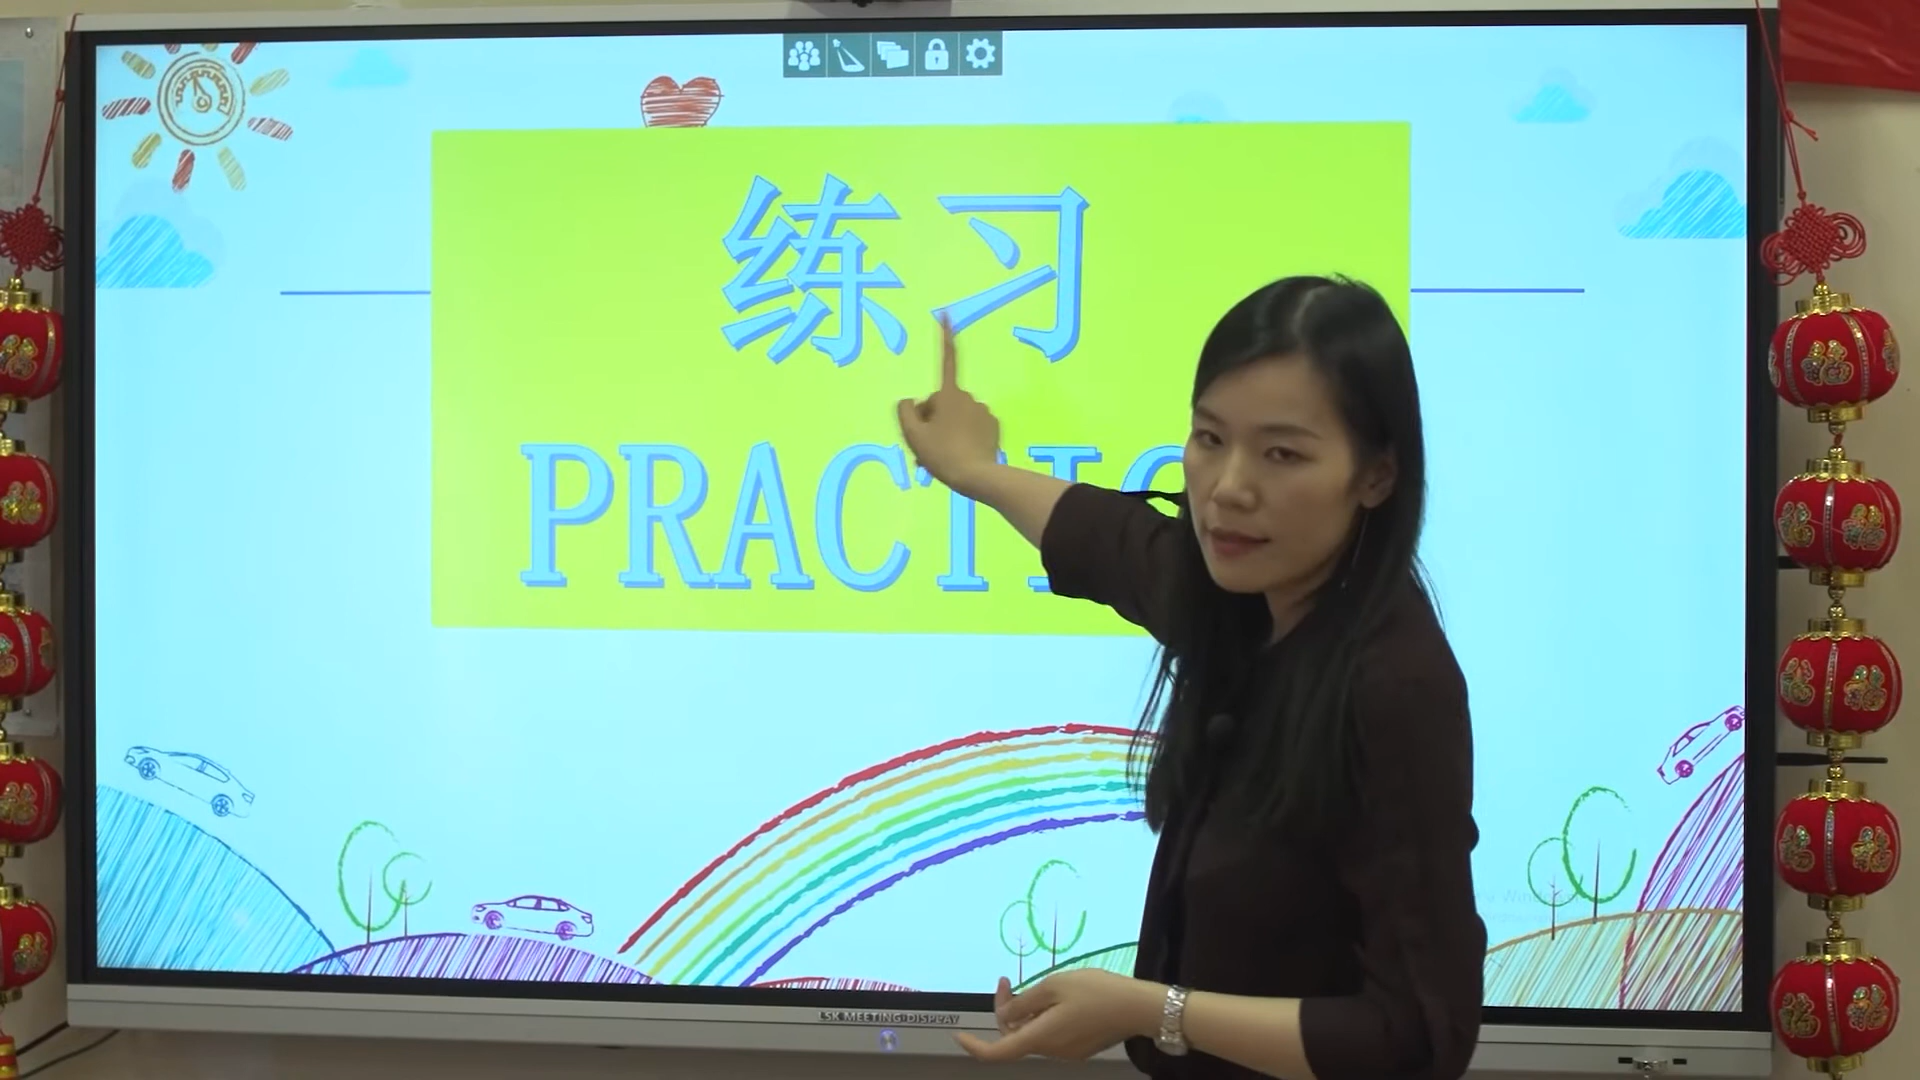 练习
PRACTIC
LSK MEETING DISPLAY